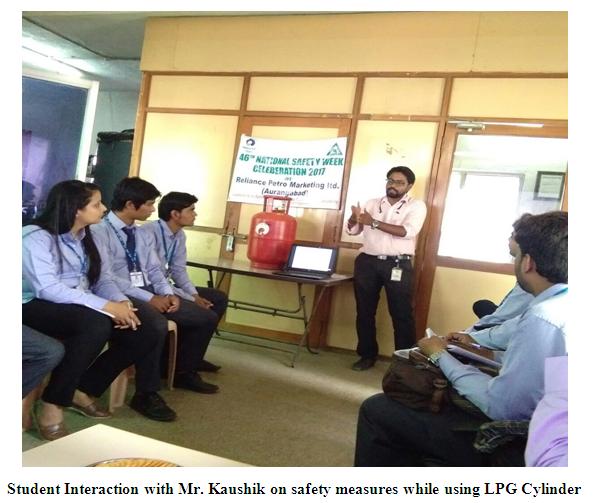 46TH NATIONAL SAFETY WEEK
CELEBERATION 2017
at
Reliance Petro Marketing ltd.
(Aurangabad)
Student Interaction with Mr. Kaushik on safety measures while using LPG Cylinder